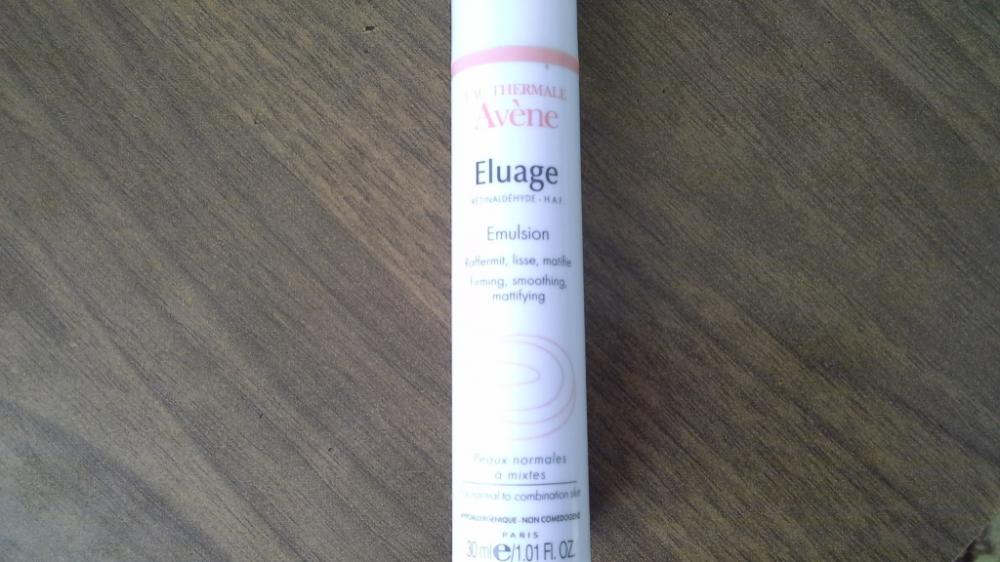 EAU THERMALE
Avène
Eluage
RÉTINALDÉHYDE - H.A.F.
Emulsion
Raffermit, lisse, matifie
Firming, smoothing,
mattifying
Peaux normales
à mixtes
normal to combination skin
HYPOALLERGÉNIQUE - NON COMÉDOGÈNE
PARIS
30 ml ℮/1.01 Fl. OZ.